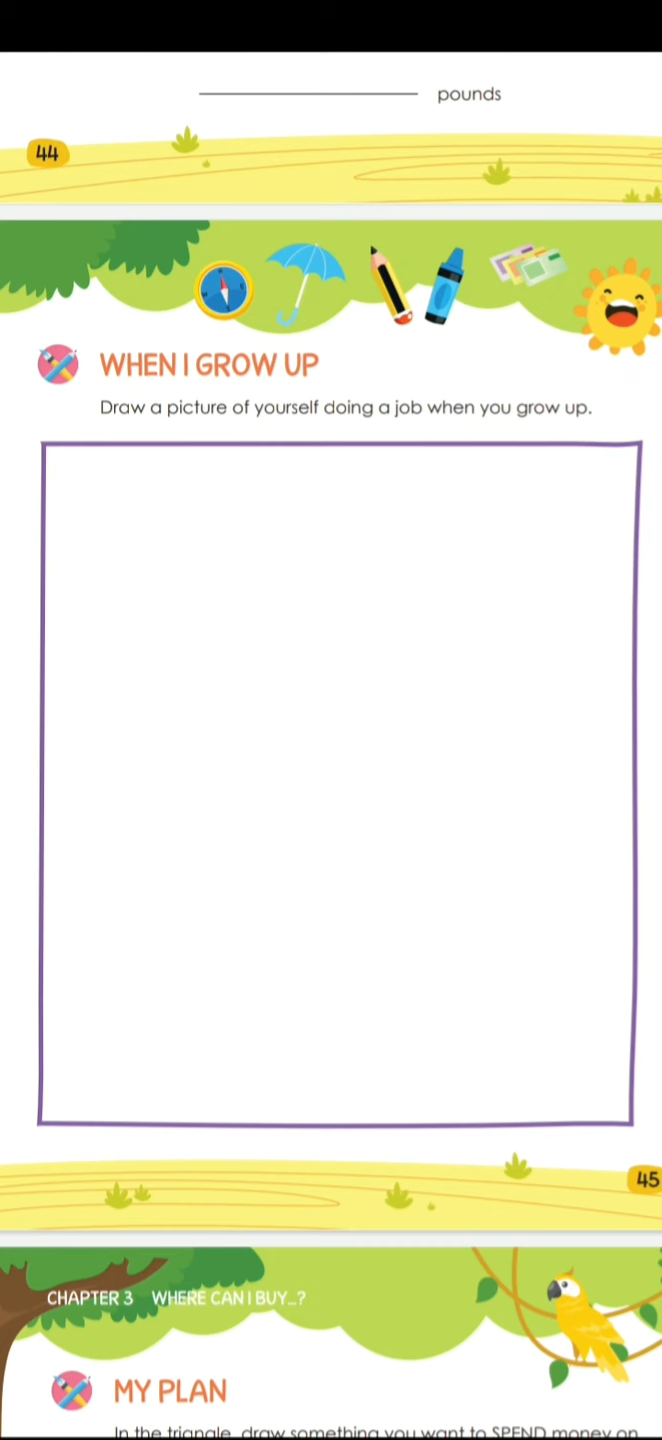 pounds
44
WHEN I GROW UP
Draw a picture of yourself doing a job when you grow up.
45
CHAPTER 3 WHERE CAN I BUY...?
MY PLAN
In the triangle, draw something you want to SPEND money on